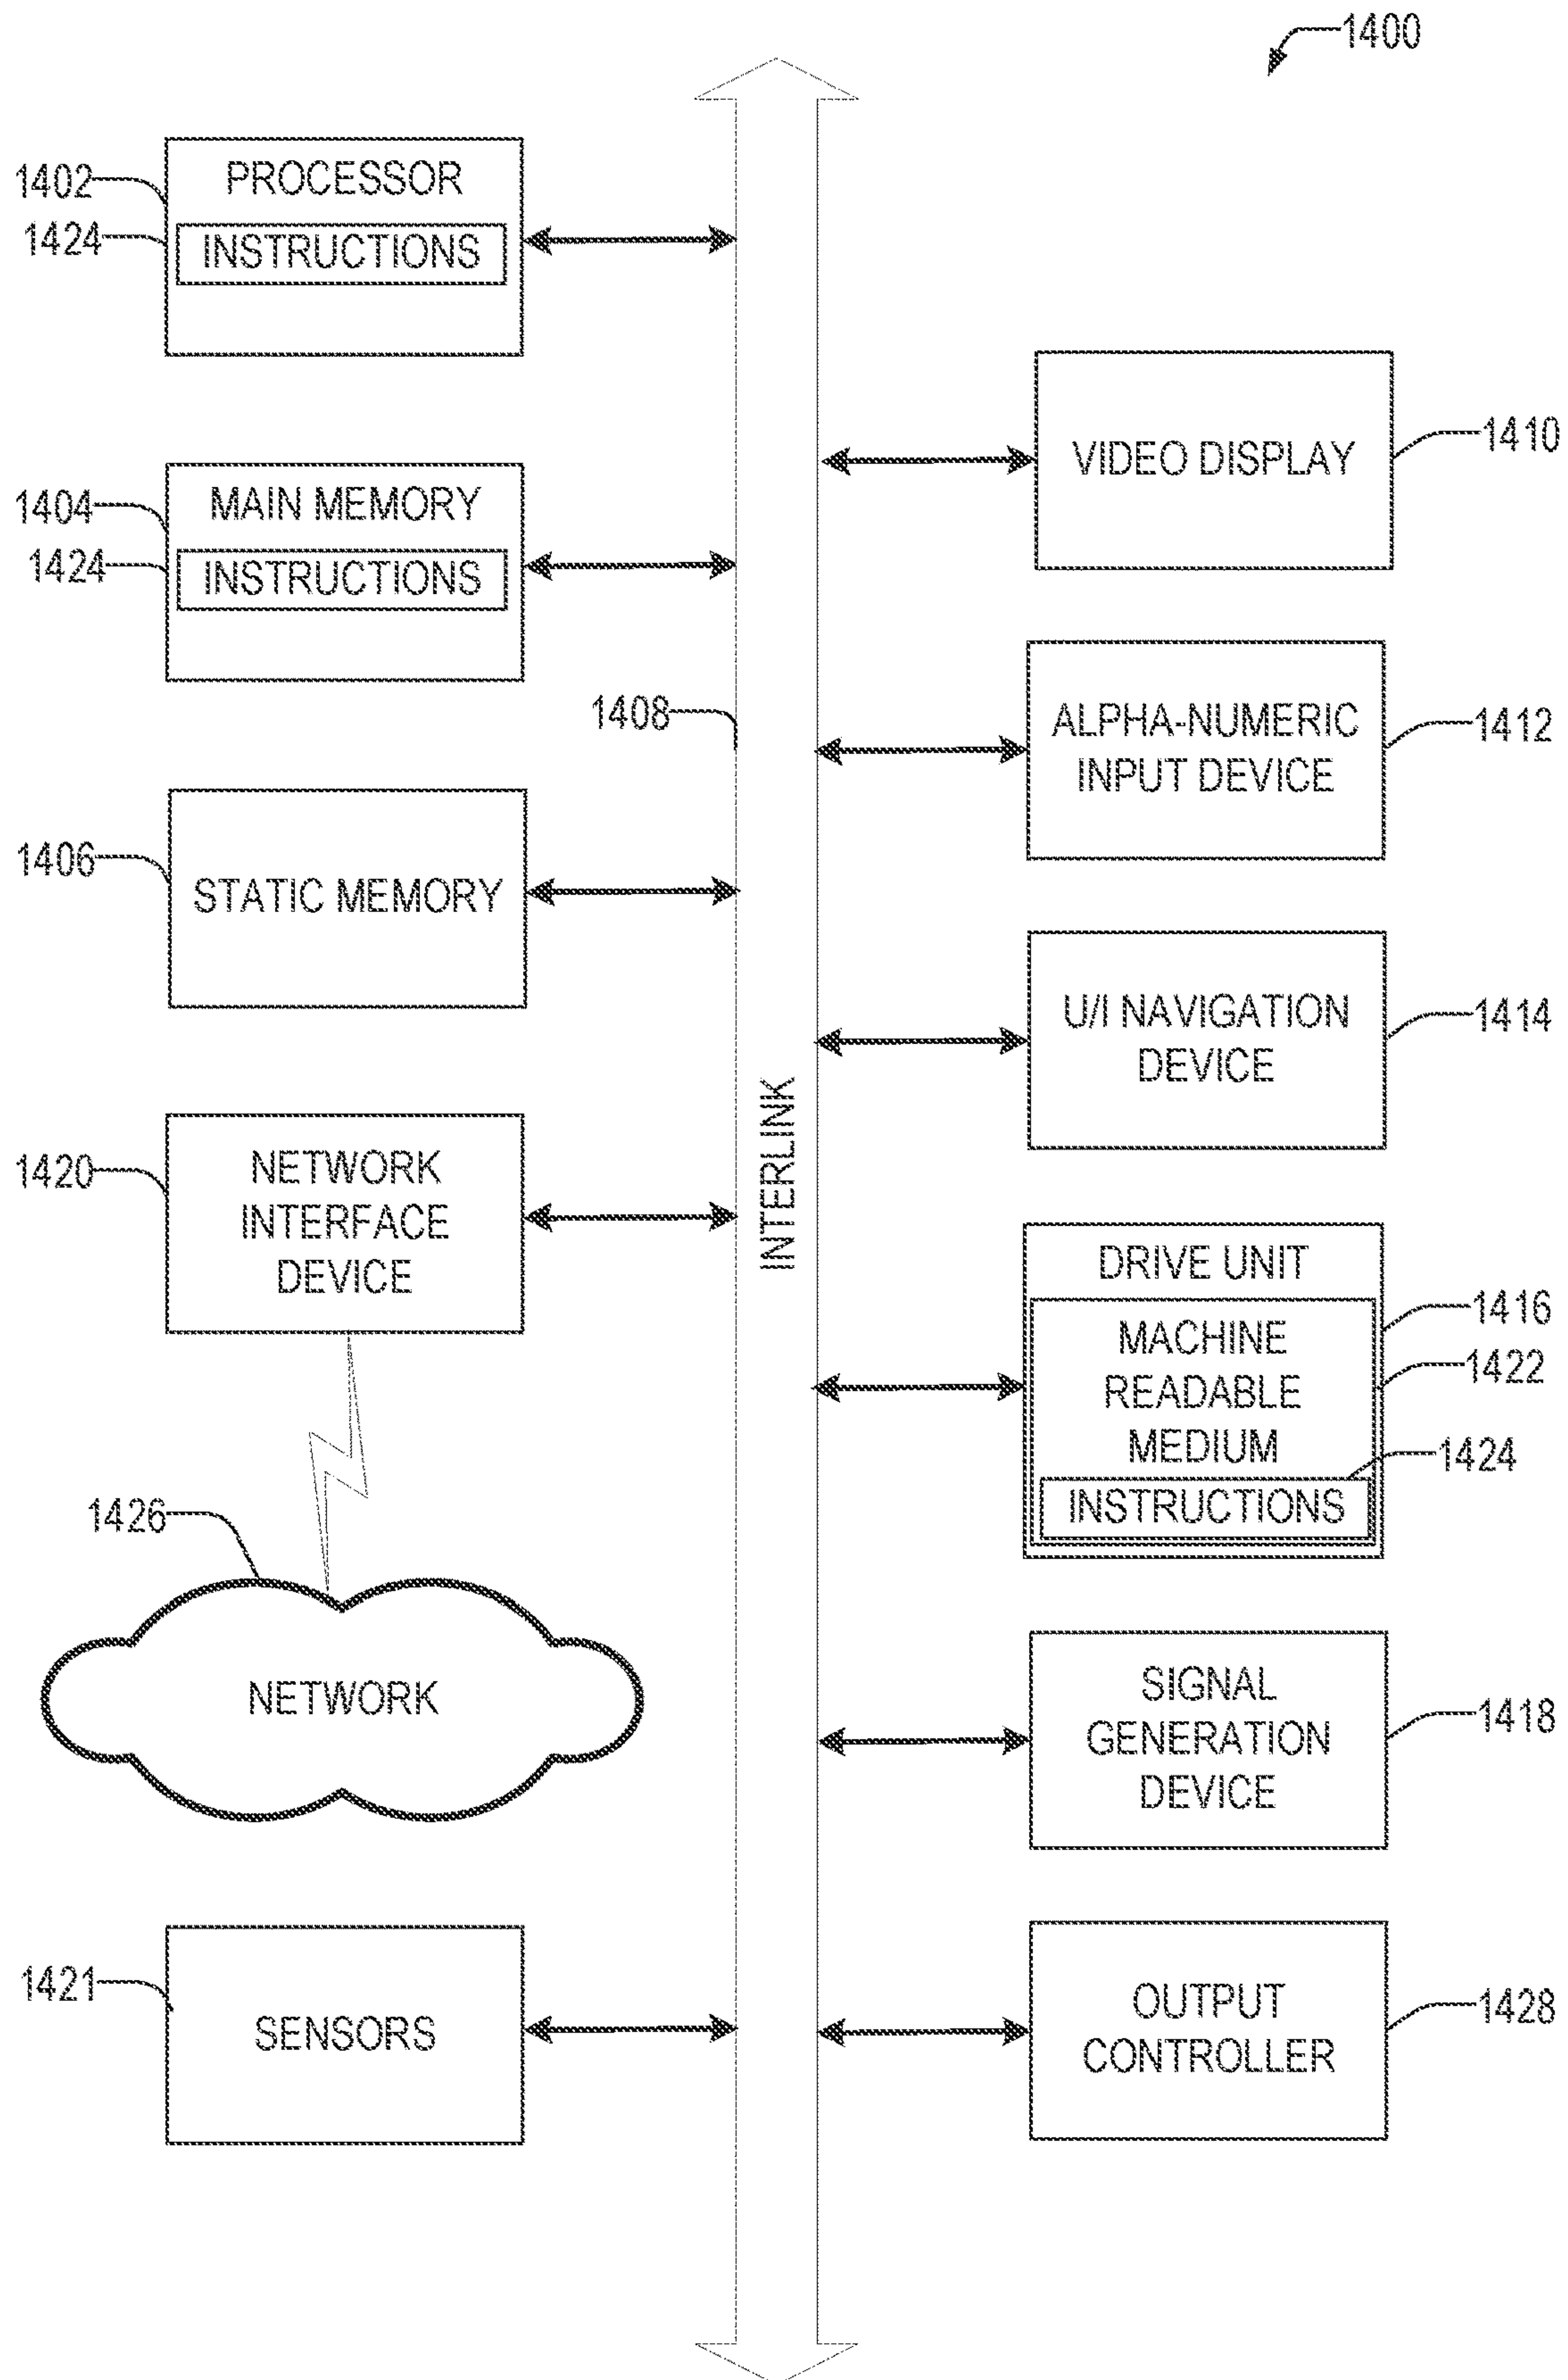 1400
1402
PROCESSOR
1424
INSTRUCTIONS
1404
MAIN MEMORY
1424
INSTRUCTIONS
1408
1406
STATIC MEMORY
1420
NETWORK
INTERFACE
DEVICE
1426
NETWORK
1421
SENSORS
INTERLINK
VIDEO DISPLAY
1410
ALPHA-NUMERIC
INPUT DEVICE
1412
U/I NAVIGATION
DEVICE
1414
DRIVE UNIT
1416
MACHINE
READABLE
MEDIUM
1422
1424
INSTRUCTIONS
SIGNAL
GENERATION
DEVICE
1418
OUTPUT
CONTROLLER
1428